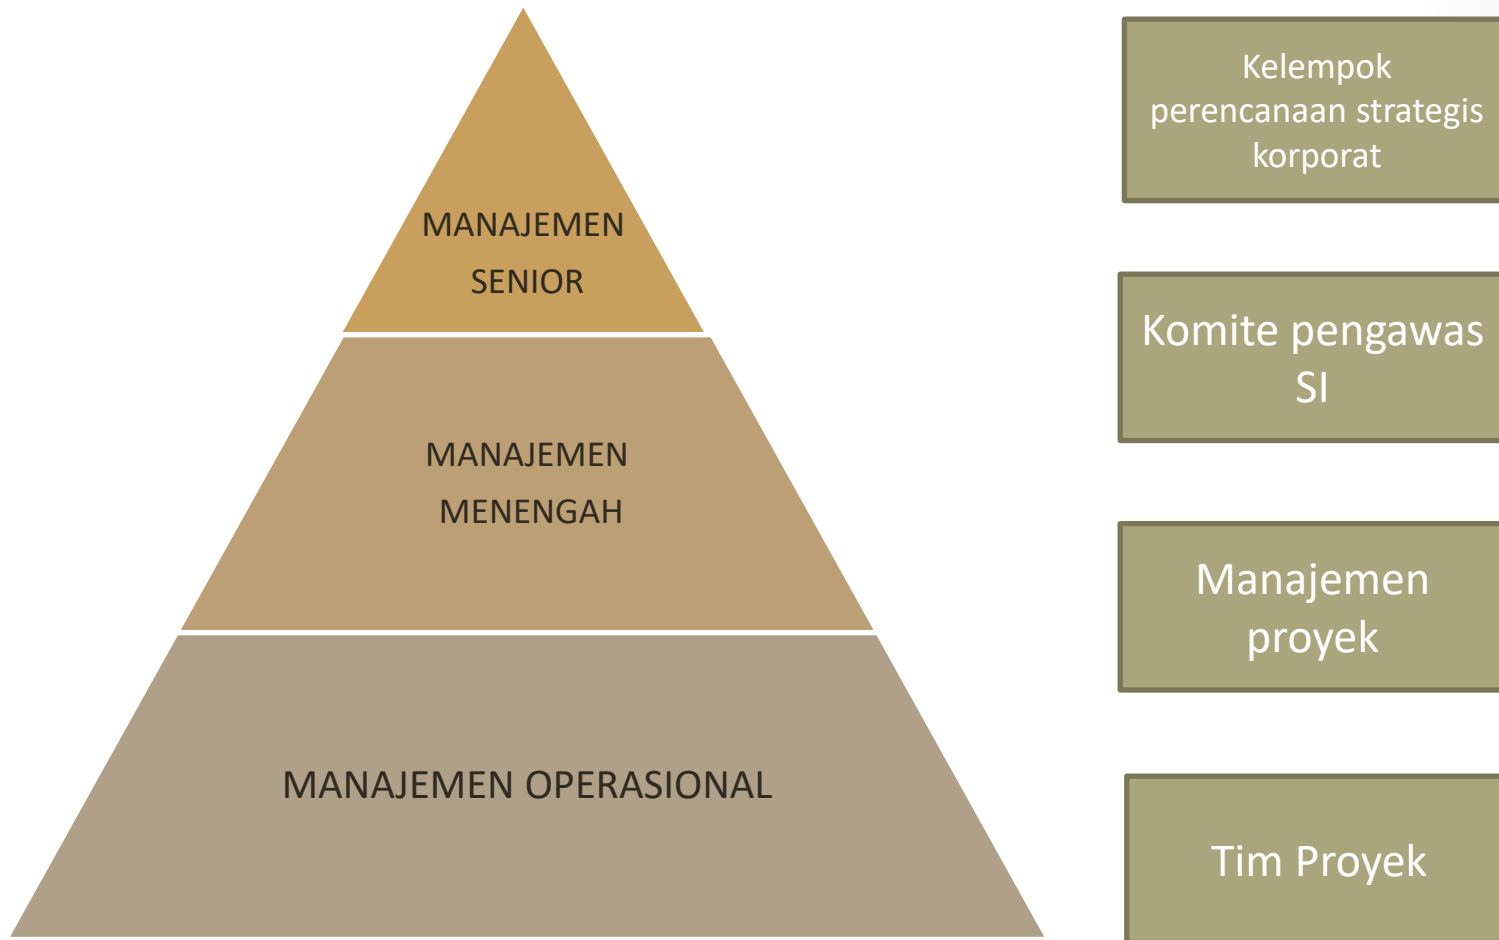 MANAJEMEN
SENIOR
MANAJEMEN
MENENGAH
MANAJEMEN OPERASIONAL
Kelempok
perencanaan strategis
korporat
Komite pengawas
SI
Manajemen
proyek
Tim Proyek